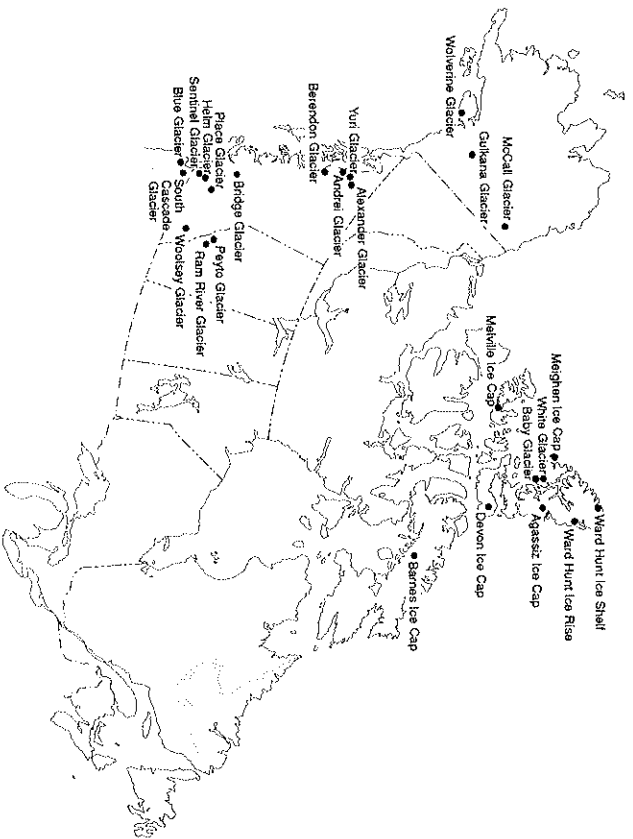 Ward Hunt Ice Shelf
Ward Hunt Ice Rise
Agassiz Ice Cap
Meighen Ice Cap
White Glacier
Baby Glacier
Devon Ice Cap
Melville Ice Cap
Barnes Ice Cap
McCall Glacier
Gulkana Glacier
Wolverine Glacier
Yuri Glacier
Alexander Glacier
Andrei Glacier
Berendon Glacier
Bridge Glacier
Place Glacier
Helm Glacier
Sentinel Glacier
Blue Glacier
South
Cascade
Glacier
Peyto Glacier
Ram River Glacier
Woolsey Glacier